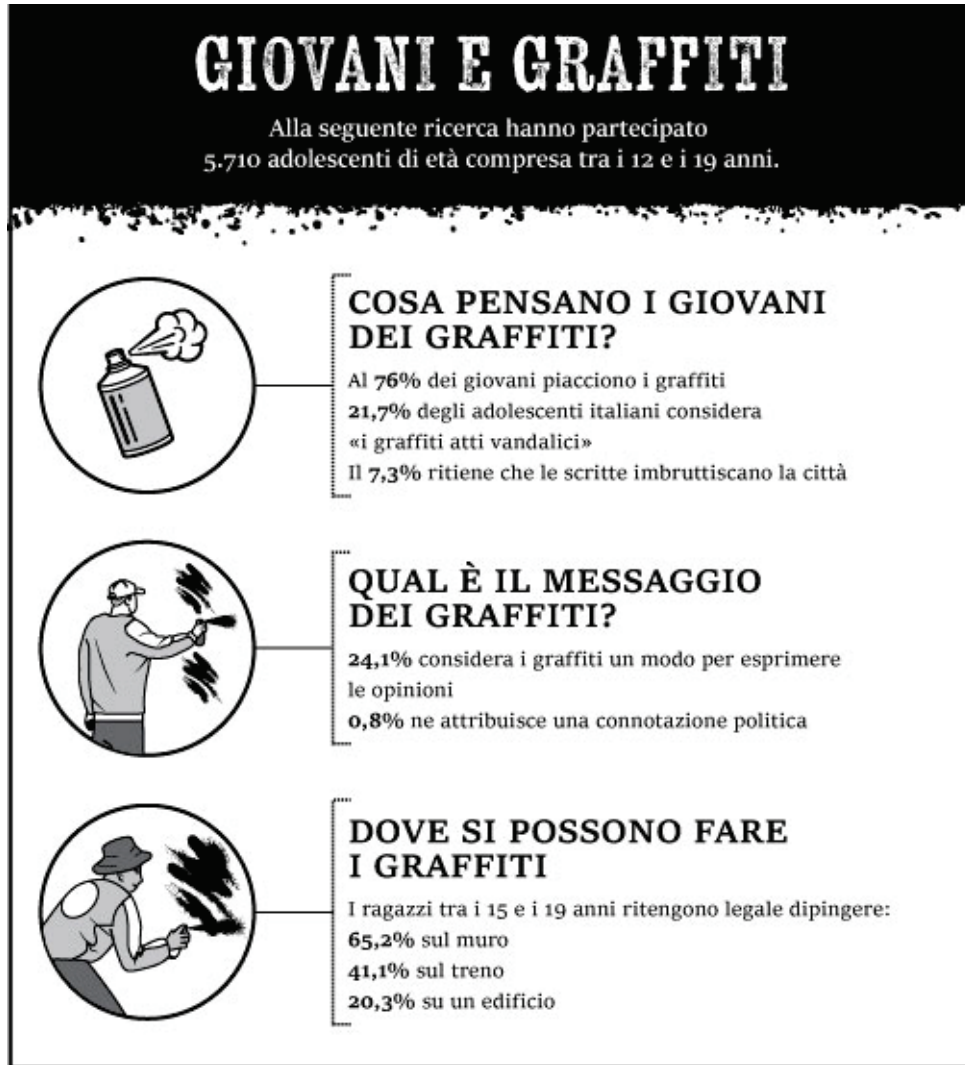 GIOVANI E GRAFFITI
Alla seguente ricerca hanno partecipato
5.710 adolescenti di età compresa tra i 12 e i 19 anni.
COSA PENSANO I GIOVANI
DEI GRAFFITI?
Al 76% dei giovani piacciono i graffiti
21,7% degli adolescenti italiani considera
«i graffiti atti vandalici»
Il 7,3% ritiene che le scritte imbruttiscano la città
QUAL È IL MESSAGGIO
DEI GRAFFITI?
24,1% considera i graffiti un modo per esprimere
le opinioni
0,8% ne attribuisce una connotazione politica
DOVE SI POSSONO FARE
I GRAFFITI
I ragazzi tra i 15 e i 19 anni ritengono legale dipingere:
65,2% sul muro
41,1% sul treno
20,3% su un edificio